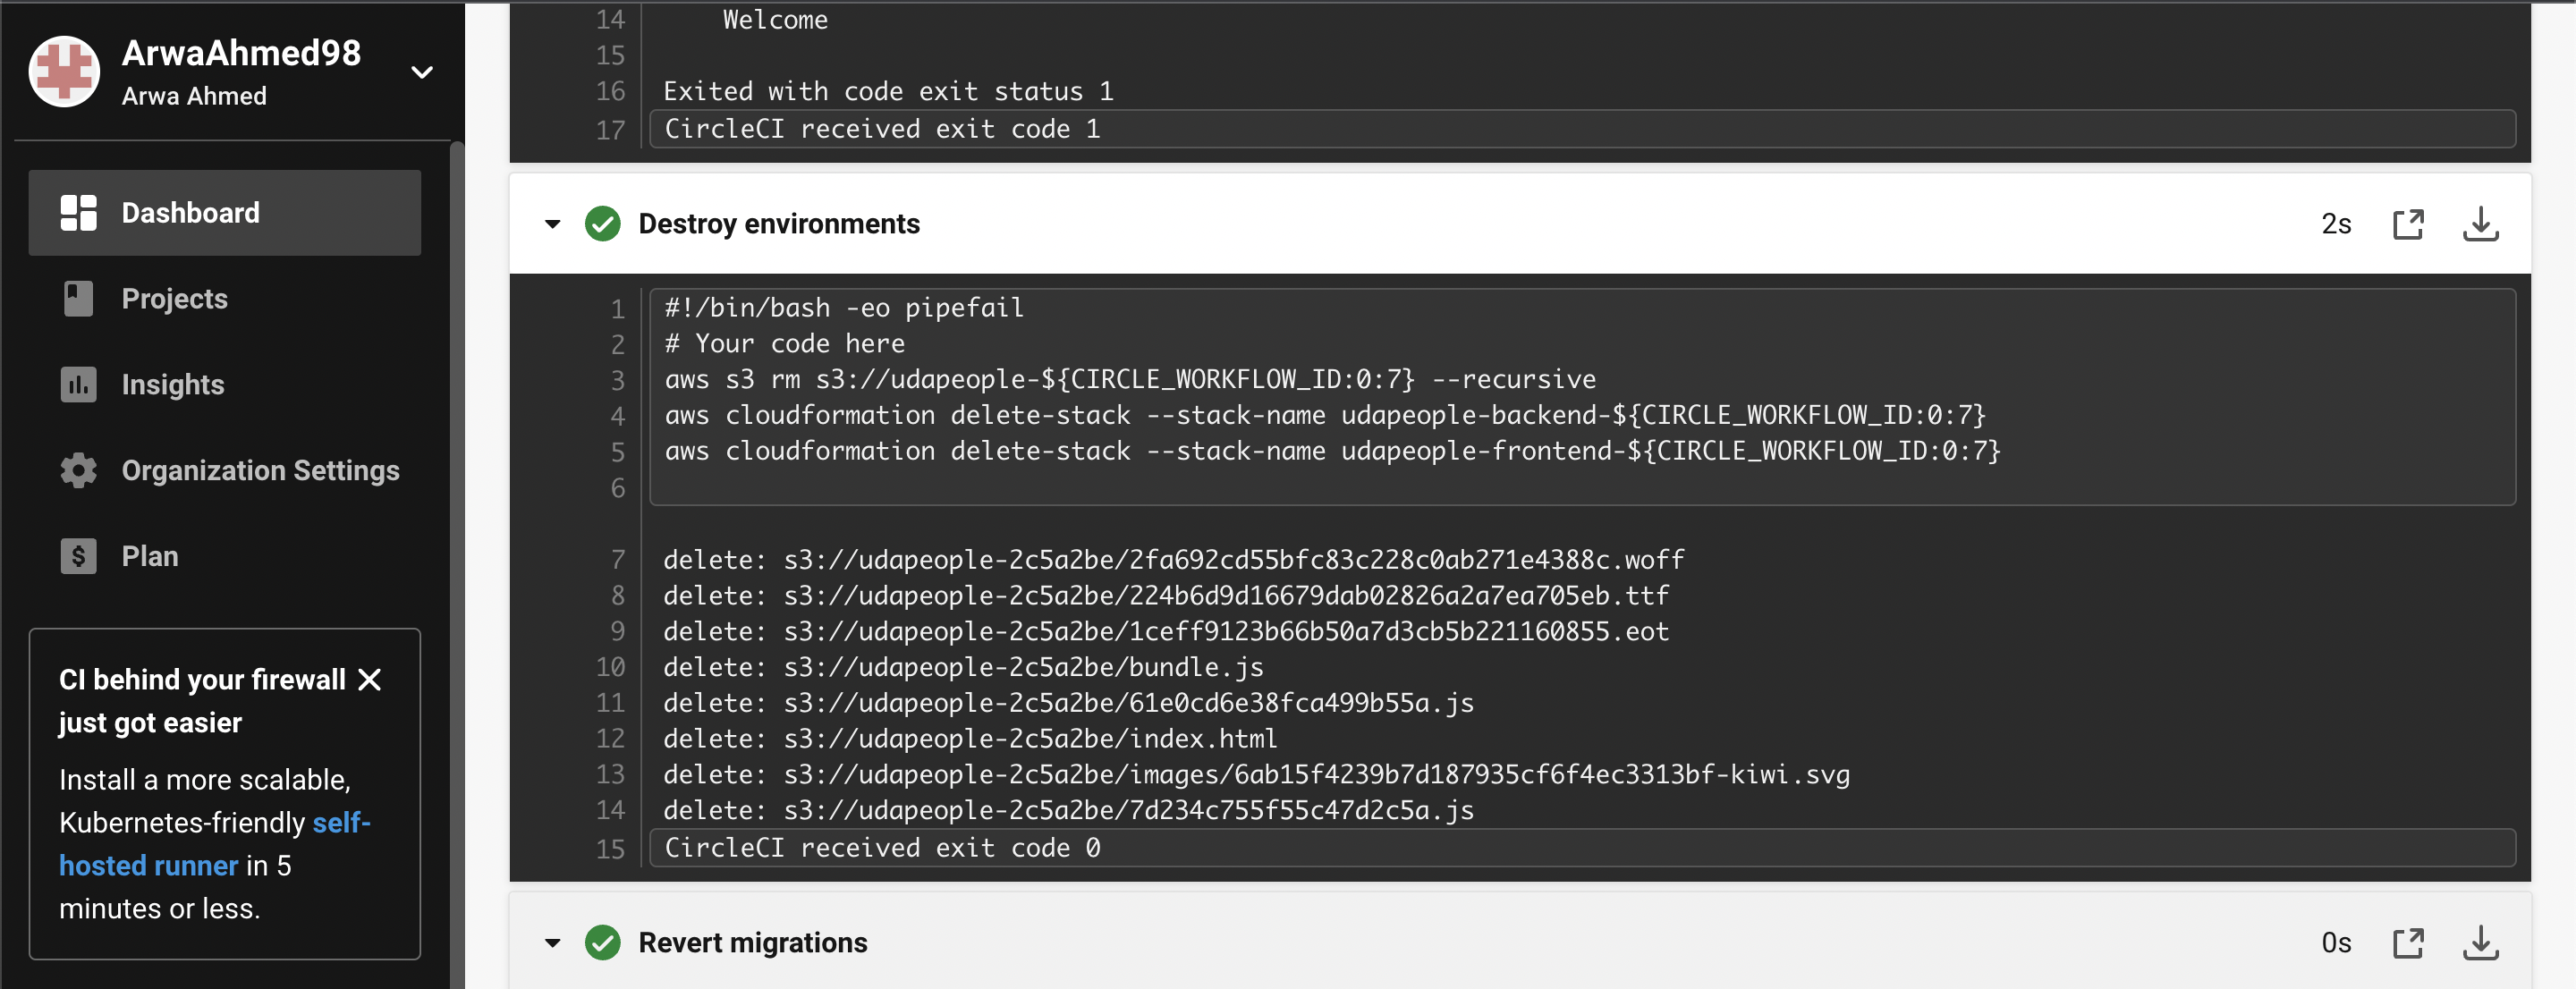 ArwaAhmed98
Arwa Ahmed
Dashboard
Projects
Insights
Organization Settings
Plan
CI behind your firewall
just got easier
Install a more scalable,
Kubernetes-friendly self-
hosted runner in 5
minutes or less.
14 Welcome
15
16 Exited with code exit status 1
17 CircleCI received exit code 1
Destroy environments 2s
1 #!/bin/bash -eo pipefail
2 # Your code here
3 aws s3 rm s3://udapeople-${CIRCLE_WORKFLOW_ID:0:7} --recursive
4 aws cloudformation delete-stack --stack-name udapeople-backend-${CIRCLE_WORKFLOW_ID:0:7}
5 aws cloudformation delete-stack --stack-name udapeople-frontend-${CIRCLE_WORKFLOW_ID:0:7}
6
7 delete: s3://udapeople-2c5a2be/2fa692cd55bfc83c228c0ab271e4388c.woff
8 delete: s3://udapeople-2c5a2be/224b6d9d16679dab02826a2a7ea705eb.ttf
9 delete: s3://udapeople-2c5a2be/1ceff9123b66b50a7d3cb5b221160855.eot
10 delete: s3://udapeople-2c5a2be/bundle.js
11 delete: s3://udapeople-2c5a2be/61e0cd6e38fca499b55a.js
12 delete: s3://udapeople-2c5a2be/index.html
13 delete: s3://udapeople-2c5a2be/images/6ab15f4239b7d187935cf6f4ec3313bf-kiwi.svg
14 delete: s3://udapeople-2c5a2be/7d234c755f55c47d2c5a.js
15 CircleCI received exit code 0
Revert migrations 0s